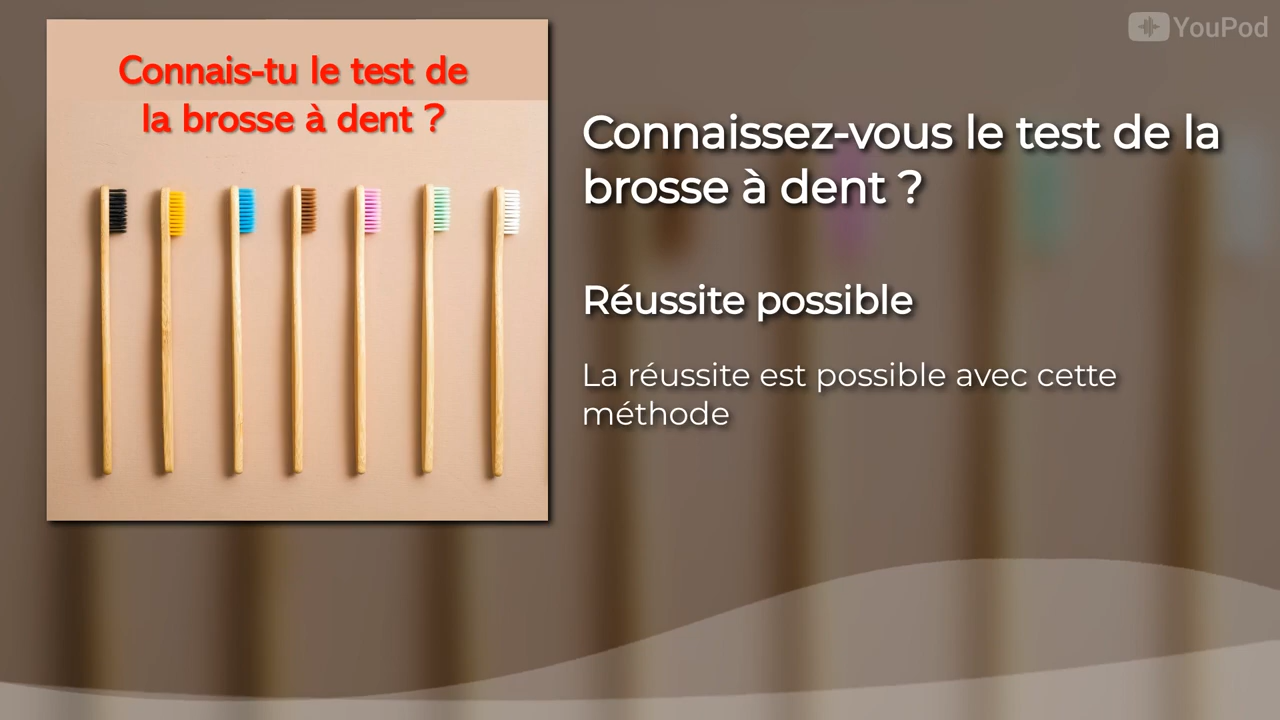 Connais-tu le test de
la brosse à dent ?
YouPod
Connaissez-vous le test de la
brosse à dent ?
Réussite possible
La réussite est possible avec cette
méthode